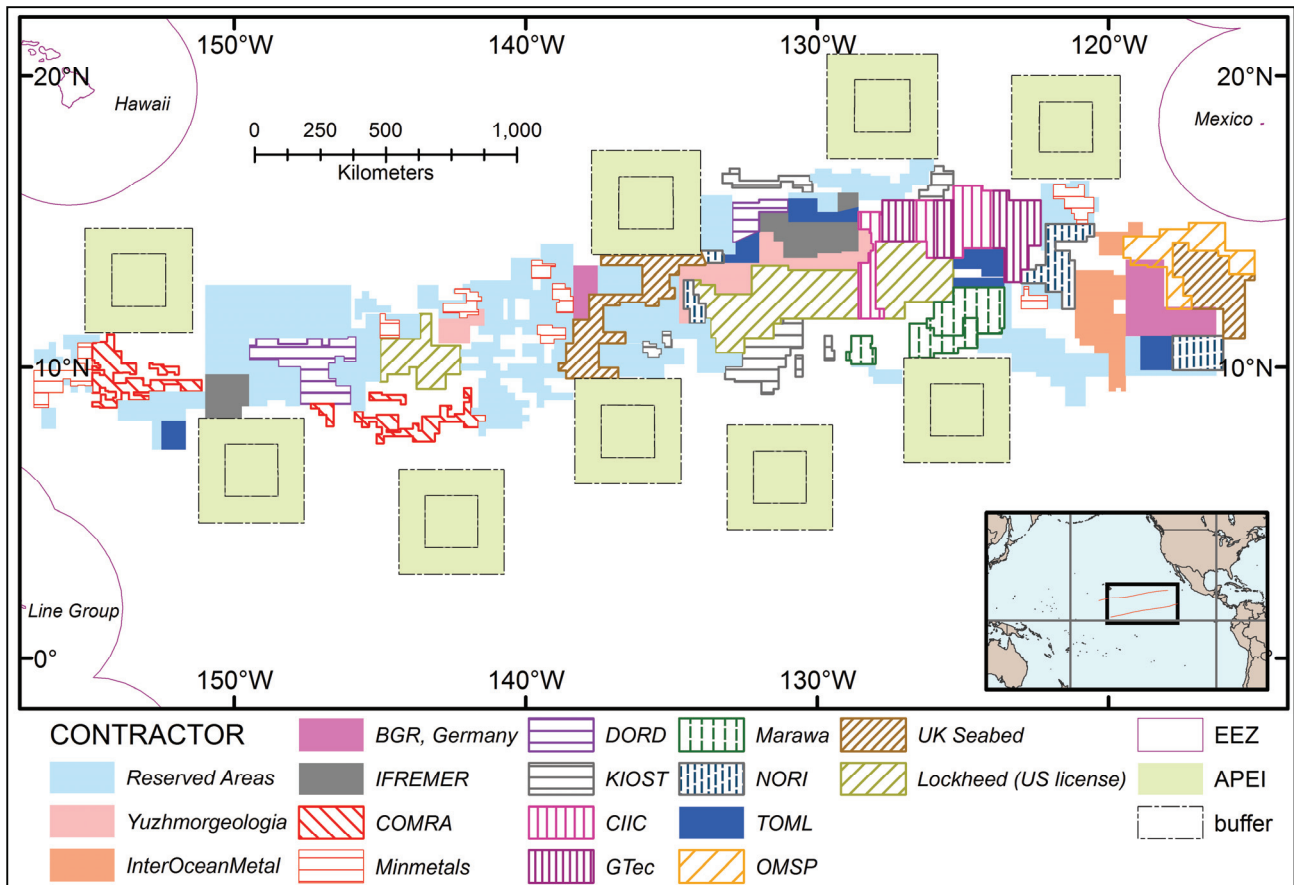 150°W 140°W 130°W 120°W
20°N 20°N
Hawaii
Mexico
0 250 500 1,000
Kilometers
10°N 10°N
Line Group
0° 0°
150°W 140°W 130°W 120°W
CONTRACTOR
BGR, Germany DORD Marawa UK Seabed EEZ
Reserved Areas IFREMER KIOST NORI Lockheed (US license) APEI
Yuzhmorgeologia COMRA CIIC TOML buffer
InterOceanMetal Minmetals GTec OMSP